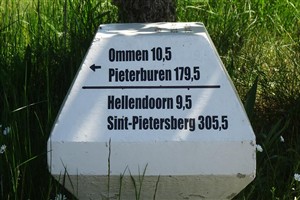 Ommen 10,5
Pieterburen 179,5
Hellendoorn 9,5
Sint-Pietersberg 305,5